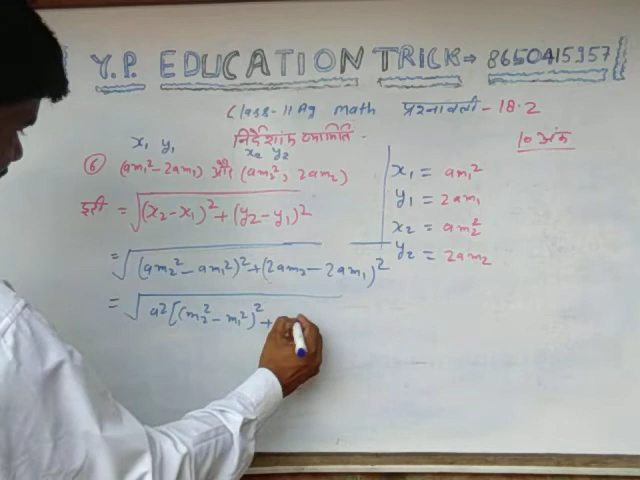 Y.P. EDUCATION TRICK → 8650415957
Class-11 Ag Math प्रश्नावली - 18.2
निर्देशांक ज्यामिति - 10 अंक
x₁ y₁ x₂ y₂
⑥ (am₁² - 2am₁) और (am₂², 2am₂)
दूरी = √(x₂-x₁)² + (y₂-y₁)²
= √(am₂² - am₁²)² + (2am₂ - 2am₁)²
= √a²[(m₂² - m₁²)² +
x₁ = am₁²
y₁ = 2am₁
x₂ = am₂²
y₂ = 2am₂